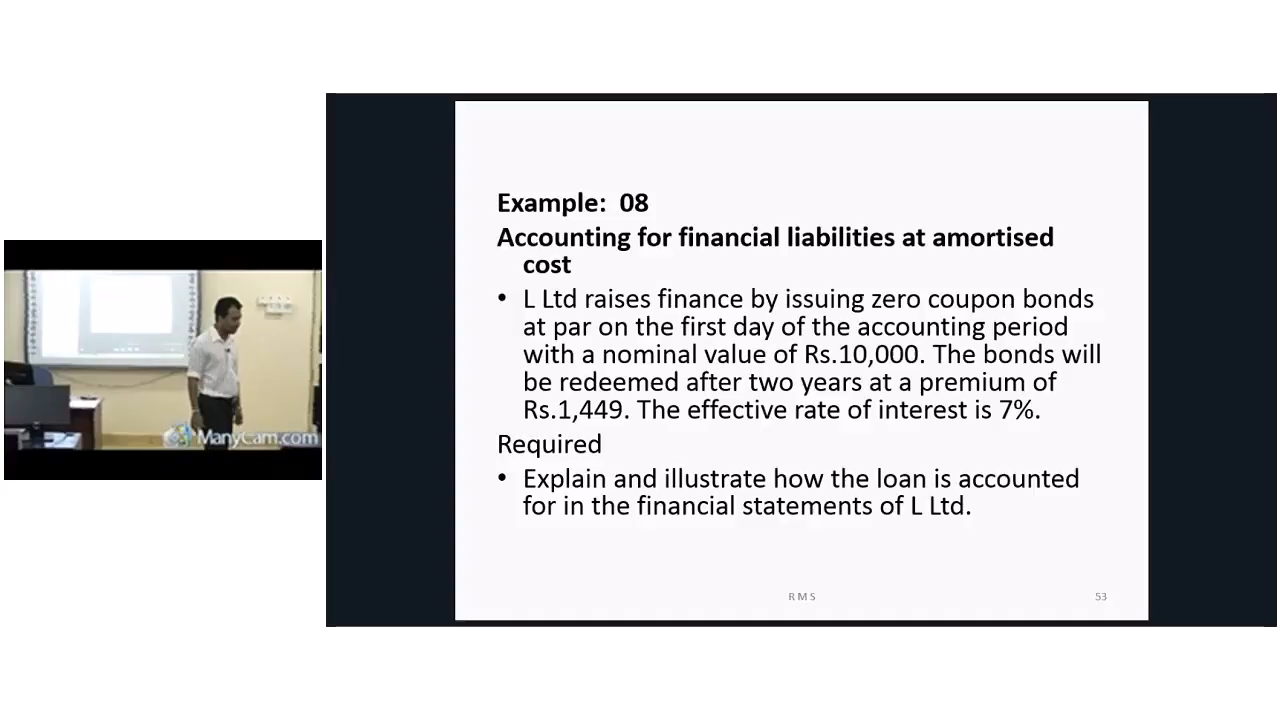 Example: 08
Accounting for financial liabilities at amortised
cost
• L Ltd raises finance by issuing zero coupon bonds
at par on the first day of the accounting period
with a nominal value of Rs.10,000. The bonds will
be redeemed after two years at a premium of
Rs.1,449. The effective rate of interest is 7%.
Required
• Explain and illustrate how the loan is accounted
for in the financial statements of L Ltd.
R M S
53
ManyCam.com